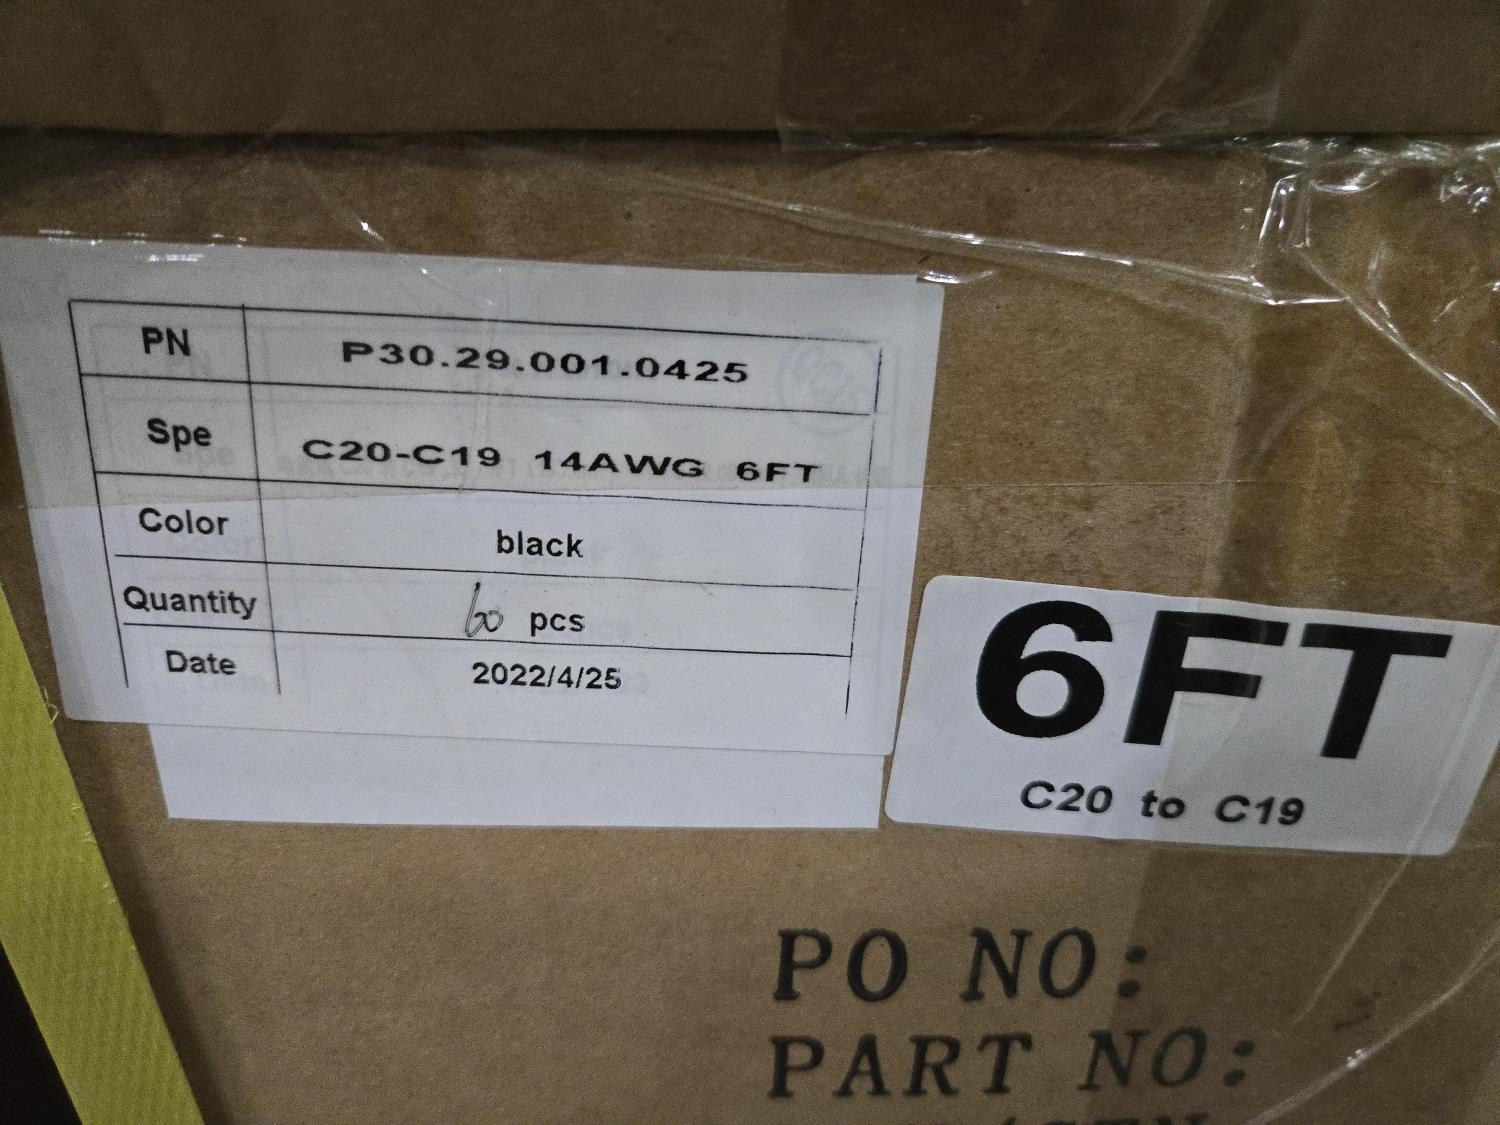 PN P30.29.001.0425
Spe C20-C19 14AWG 6FT
Color black
Quantity 60 pcs
Date 2022/4/25
6FT
C20 to C19
PO NO:
PART NO: